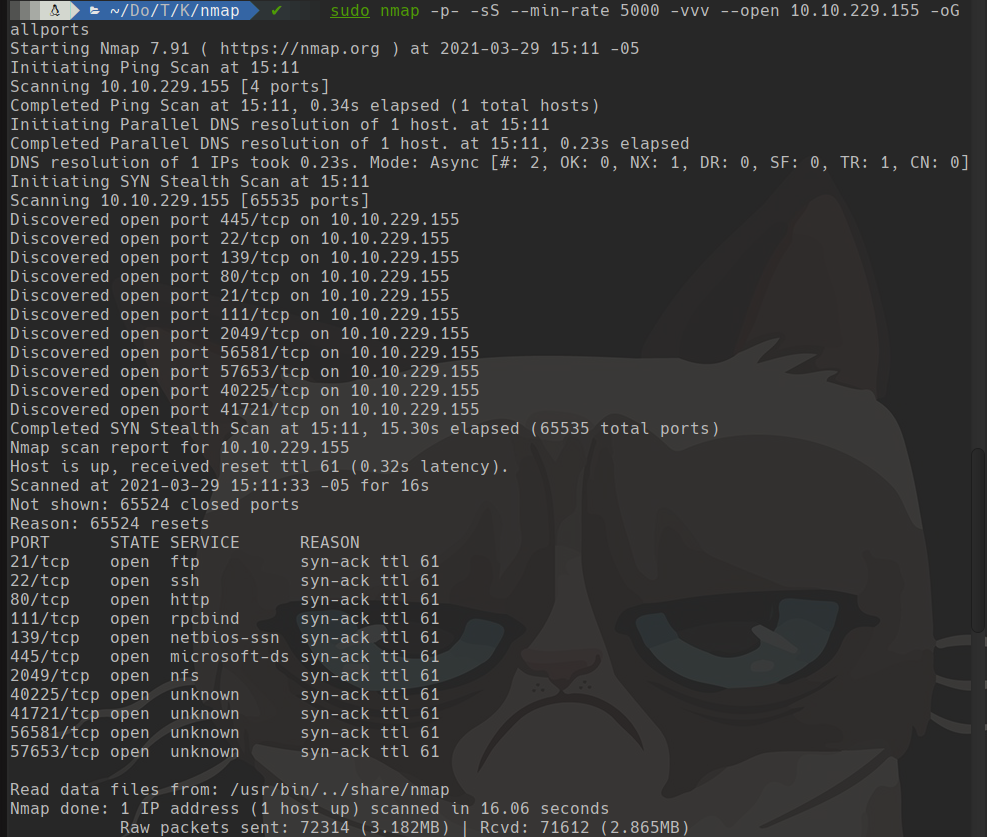 ~/Do/T/K/nmap ✔ sudo nmap -p- -sS --min-rate 5000 -vvv --open 10.10.229.155 -oG
allports
Starting Nmap 7.91 ( https://nmap.org ) at 2021-03-29 15:11 -05
Initiating Ping Scan at 15:11
Scanning 10.10.229.155 [4 ports]
Completed Ping Scan at 15:11, 0.34s elapsed (1 total hosts)
Initiating Parallel DNS resolution of 1 host. at 15:11
Completed Parallel DNS resolution of 1 host. at 15:11, 0.23s elapsed
DNS resolution of 1 IPs took 0.23s. Mode: Async [#: 2, OK: 0, NX: 1, DR: 0, SF: 0, TR: 1, CN: 0]
Initiating SYN Stealth Scan at 15:11
Scanning 10.10.229.155 [65535 ports]
Discovered open port 445/tcp on 10.10.229.155
Discovered open port 22/tcp on 10.10.229.155
Discovered open port 139/tcp on 10.10.229.155
Discovered open port 80/tcp on 10.10.229.155
Discovered open port 21/tcp on 10.10.229.155
Discovered open port 111/tcp on 10.10.229.155
Discovered open port 2049/tcp on 10.10.229.155
Discovered open port 56581/tcp on 10.10.229.155
Discovered open port 57653/tcp on 10.10.229.155
Discovered open port 40225/tcp on 10.10.229.155
Discovered open port 41721/tcp on 10.10.229.155
Completed SYN Stealth Scan at 15:11, 15.30s elapsed (65535 total ports)
Nmap scan report for 10.10.229.155
Host is up, received reset ttl 61 (0.32s latency).
Scanned at 2021-03-29 15:11:33 -05 for 16s
Not shown: 65524 closed ports
Reason: 65524 resets
PORT STATE SERVICE REASON
21/tcp open ftp syn-ack ttl 61
22/tcp open ssh syn-ack ttl 61
80/tcp open http syn-ack ttl 61
111/tcp open rpcbind syn-ack ttl 61
139/tcp open netbios-ssn syn-ack ttl 61
445/tcp open microsoft-ds syn-ack ttl 61
2049/tcp open nfs syn-ack ttl 61
40225/tcp open unknown syn-ack ttl 61
41721/tcp open unknown syn-ack ttl 61
56581/tcp open unknown syn-ack ttl 61
57653/tcp open unknown syn-ack ttl 61
Read data files from: /usr/bin/../share/nmap
Nmap done: 1 IP address (1 host up) scanned in 16.06 seconds
Raw packets sent: 72314 (3.182MB) | Rcvd: 71612 (2.865MB)